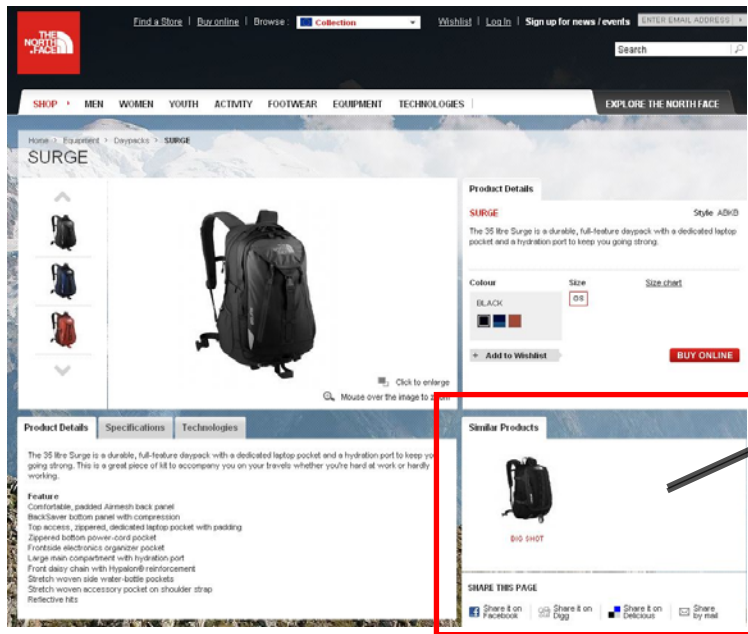 THE
NORTH
FACE
Find a Store | Buy online | Browse : Collection
Wishlist | Log In | Sign up for news / events ENTER EMAIL ADDRESS
Search
SHOP MEN WOMEN YOUTH ACTIVITY FOOTWEAR EQUIPMENT TECHNOLOGIES
EXPLORE THE NORTH FACE
Home > Equipment > Daypacks > SURGE
SURGE
Product Details
SURGE Style ABKB
The 35 litre Surge is a durable, full-feature daypack with a dedicated laptop
pocket and a hydration port to keep you going strong.
Colour Size Size chart
BLACK
OS
+ Add to Wishlist
BUY ONLINE
Click to enlarge
Mouse over the image to zoom
Product Details Specifications Technologies
The 35 litre Surge is a durable, full-feature daypack with a dedicated laptop pocket and a hydration port to keep you
going strong. This is a great piece of kit to accompany you on your travels whether you're hard at work or hardly
working.
Feature
Comfortable, padded Airmesh back panel
BackSaver bottom panel with compression
Top access, zippered, dedicated laptop pocket with padding
Zippered bottom power-cord pocket
Frontside electronics organizer pocket
Large main compartment with hydration port
Front daisy chain with Hypalon® reinforcement
Stretch woven side water-bottle pockets
Stretch woven accessory pocket on shoulder strap
Reflective hits
Similar Products
BIG SHOT
SHARE THIS PAGE
Share it on
Facebook
Share it on
Digg
Share it on
Delicious
Share
by mail